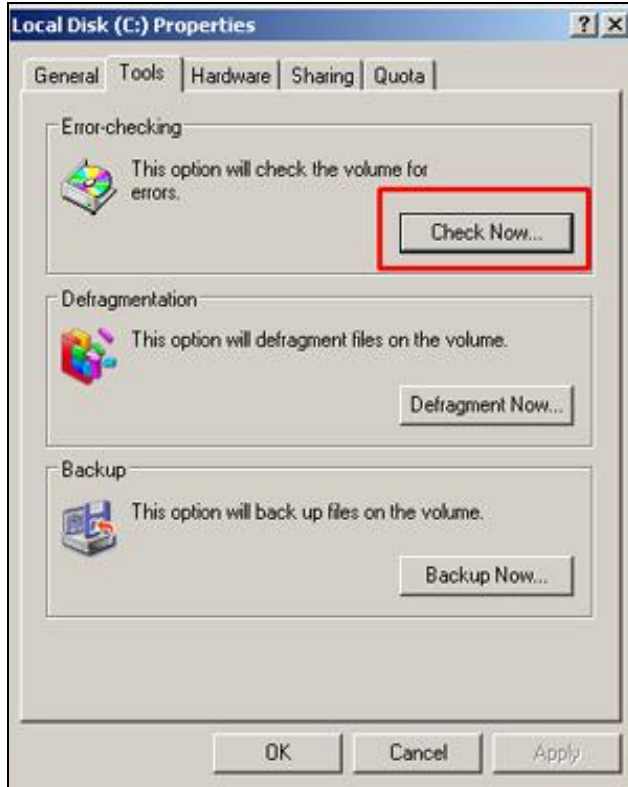 Local Disk (C:) Properties
? ×
General Tools Hardware Sharing Quota
Error-checking
This option will check the volume for
errors.
Check Now...
Defragmentation
This option will defragment files on the volume.
Defragment Now...
Backup
This option will back up files on the volume.
Backup Now...
OK Cancel Apply